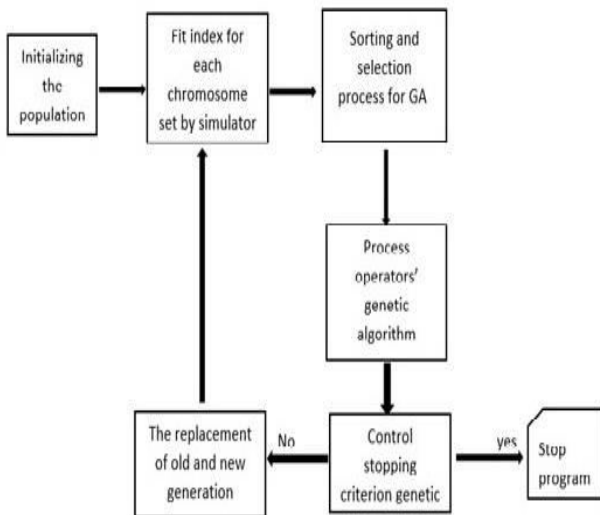 Initializing
the
population
Fit index for
each
chromosome
set by simulator
Sorting and
selection
process for GA
Process
operators'
genetic
algorithm
Control
stopping
criterion genetic
yes
Stop
program
No
The replacement
of old and new
generation